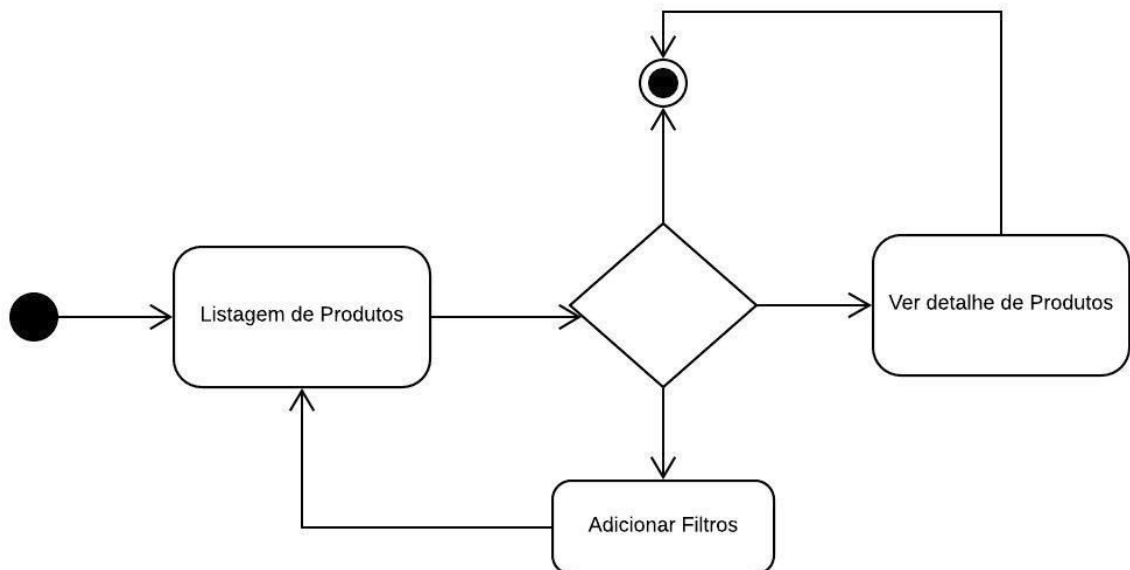 Listagem de Produtos
Ver detalhe de Produtos
Adicionar Filtros